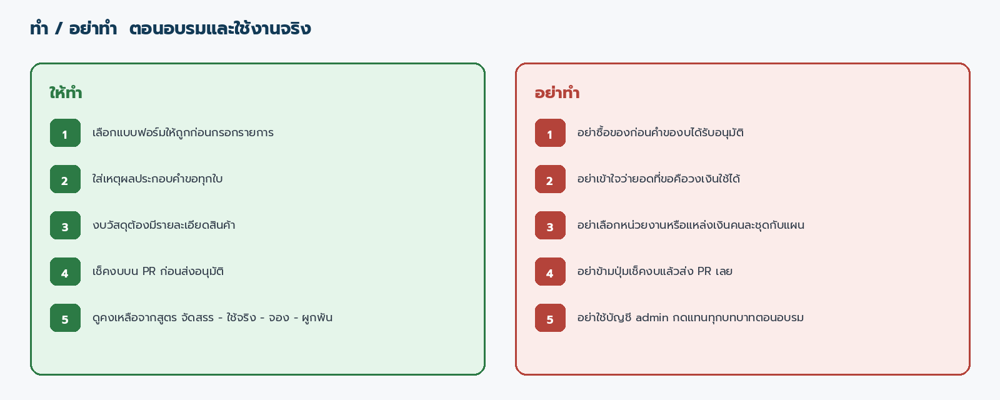 ทำ / อย่าทำ ตอนอบรมและใช้งานจริง
ให้ทำ
1 เลือกแบบฟอร์มให้ถูกก่อนกรอกรายการ
2 ใส่เหตุผลประกอบคำขอทุกใบ
3 งบวัสดุต้องมีรายละเอียดสินค้า
4 เช็คงบบน PR ก่อนส่งอนุมัติ
5 ดูคงเหลือจากสูตร จัดสรร - ใช้จริง - จอง - ผูกพัน
อย่าทำ
1 อย่าซื้อของก่อนคำของบได้รับอนุมัติ
2 อย่าเข้าใจว่ายอดที่ขอคือวงเงินใช้ได้
3 อย่าเลือกหน่วยงานหรือแหล่งเงินคนละชุดกับแผน
4 อย่าข้ามปุ่มเช็คงบแล้วส่ง PR เลย
5 อย่าใช้บัญชี admin กดแทนทุกบทบาทตอนอบรม